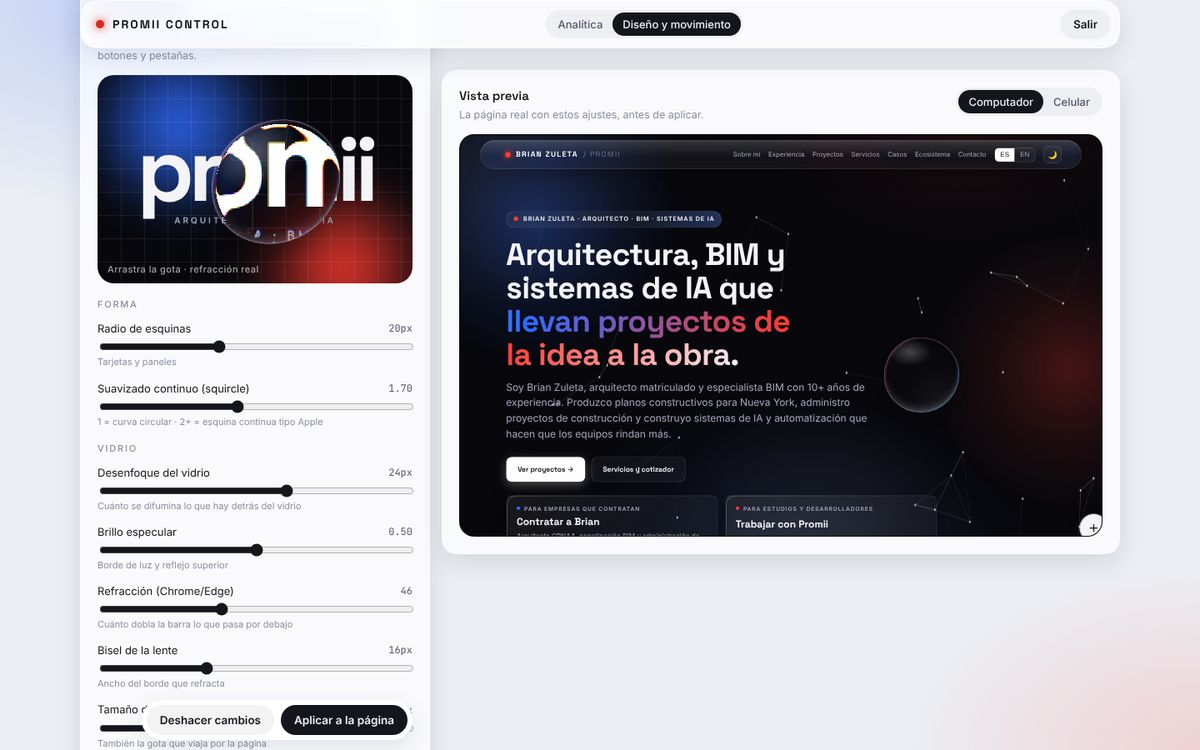 PROMII CONTROL
Analítica
Diseño y movimiento
Salir
botones y pestañas.
promii
ARQUITE
IA
Arrastra la gota · refracción real
FORMA
Radio de esquinas
20px
Tarjetas y paneles
Suavizado continuo (squircle)
1.70
1 = curva circular · 2+ = esquina continua tipo Apple
VIDRIO
Desenfoque del vidrio
24px
Cuánto se difumina lo que hay detrás del vidrio
Brillo especular
0.50
Borde de luz y reflejo superior
Refracción (Chrome/Edge)
46
Cuánto dobla la barra lo que pasa por debajo
Bisel de la lente
16px
Ancho del borde que refracta
Tamaño
Deshacer cambios
Aplicar a la página
También la gota que viaja por la página
Vista previa
La página real con estos ajustes, antes de aplicar.
Computador
Celular
BRIAN ZULETA / PROMII
Sobre mí
Experiencia
Proyectos
Servicios
Casos
Ecosistema
Contacto
ES
EN
BRIAN ZULETA · ARQUITECTO · BIM · SISTEMAS DE IA
Arquitectura, BIM y
sistemas de IA que
llevan proyectos de
la idea a la obra.
Soy Brian Zuleta, arquitecto matriculado y especialista BIM con 10+ años de
experiencia. Produzco planos constructivos para Nueva York, administro
proyectos de construcción y construyo sistemas de IA y automatización que
hacen que los equipos rindan más.
Ver proyectos →
Servicios y cotizador
PARA EMPRESAS QUE CONTRATAN
Contratar a Brian
PARA ESTUDIOS Y DESARROLLADORES
Trabajar con Promii
+